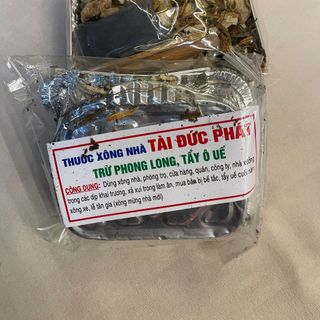 THUỐC XÔNG NHÀ TÀI ĐỨC PHÁT
TRỪ PHONG LONG, TẨY Ô UẾ
CÔNG DỤNG: Dùng xông nhà, phòng trọ, cửa hàng, quán, công ty, nhà xưởng
trong các dịp khai trương, xả xui trong làm ăn, mua bán bị bế tắc, tẩy uế cuối năm
xông xe, lễ tân gia (xông mừng nhà mới)